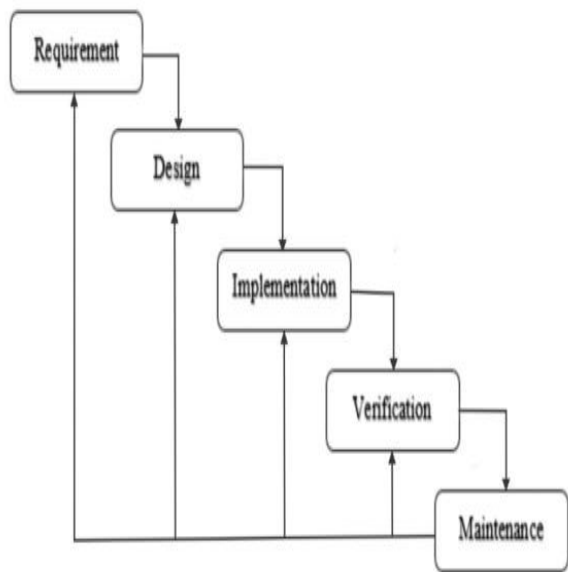 Requirement
Design
Implementation
Verification
Maintenance